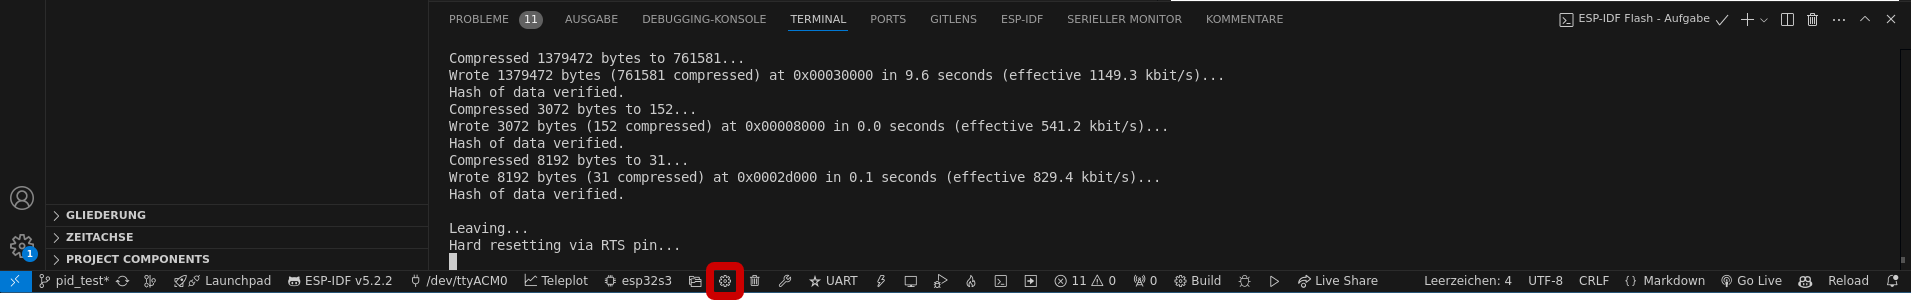 PROBLEME 11 AUSGABE DEBUGGING-KONSOLE TERMINAL PORTS GITLENS ESP-IDF SERIELLER MONITOR KOMMENTARE ESP-IDF Flash - Aufgabe
Compressed 1379472 bytes to 761581...
Wrote 1379472 bytes (761581 compressed) at 0x00030000 in 9.6 seconds (effective 1149.3 kbit/s)...
Hash of data verified.
Compressed 3072 bytes to 152...
Wrote 3072 bytes (152 compressed) at 0x00008000 in 0.0 seconds (effective 541.2 kbit/s)...
Hash of data verified.
Compressed 8192 bytes to 31...
Wrote 8192 bytes (31 compressed) at 0x0002d000 in 0.1 seconds (effective 829.4 kbit/s)...
Hash of data verified.
Leaving...
Hard resetting via RTS pin...
GLIEDERUNG
ZEITACHSE
PROJECT COMPONENTS
1
pid_test* Launchpad ESP-IDF v5.2.2 /dev/ttyACM0 Teleplot esp32s3 UART 11 0 0 Build Live Share Leerzeichen: 4 UTF-8 CRLF {} Markdown Go Live Reload